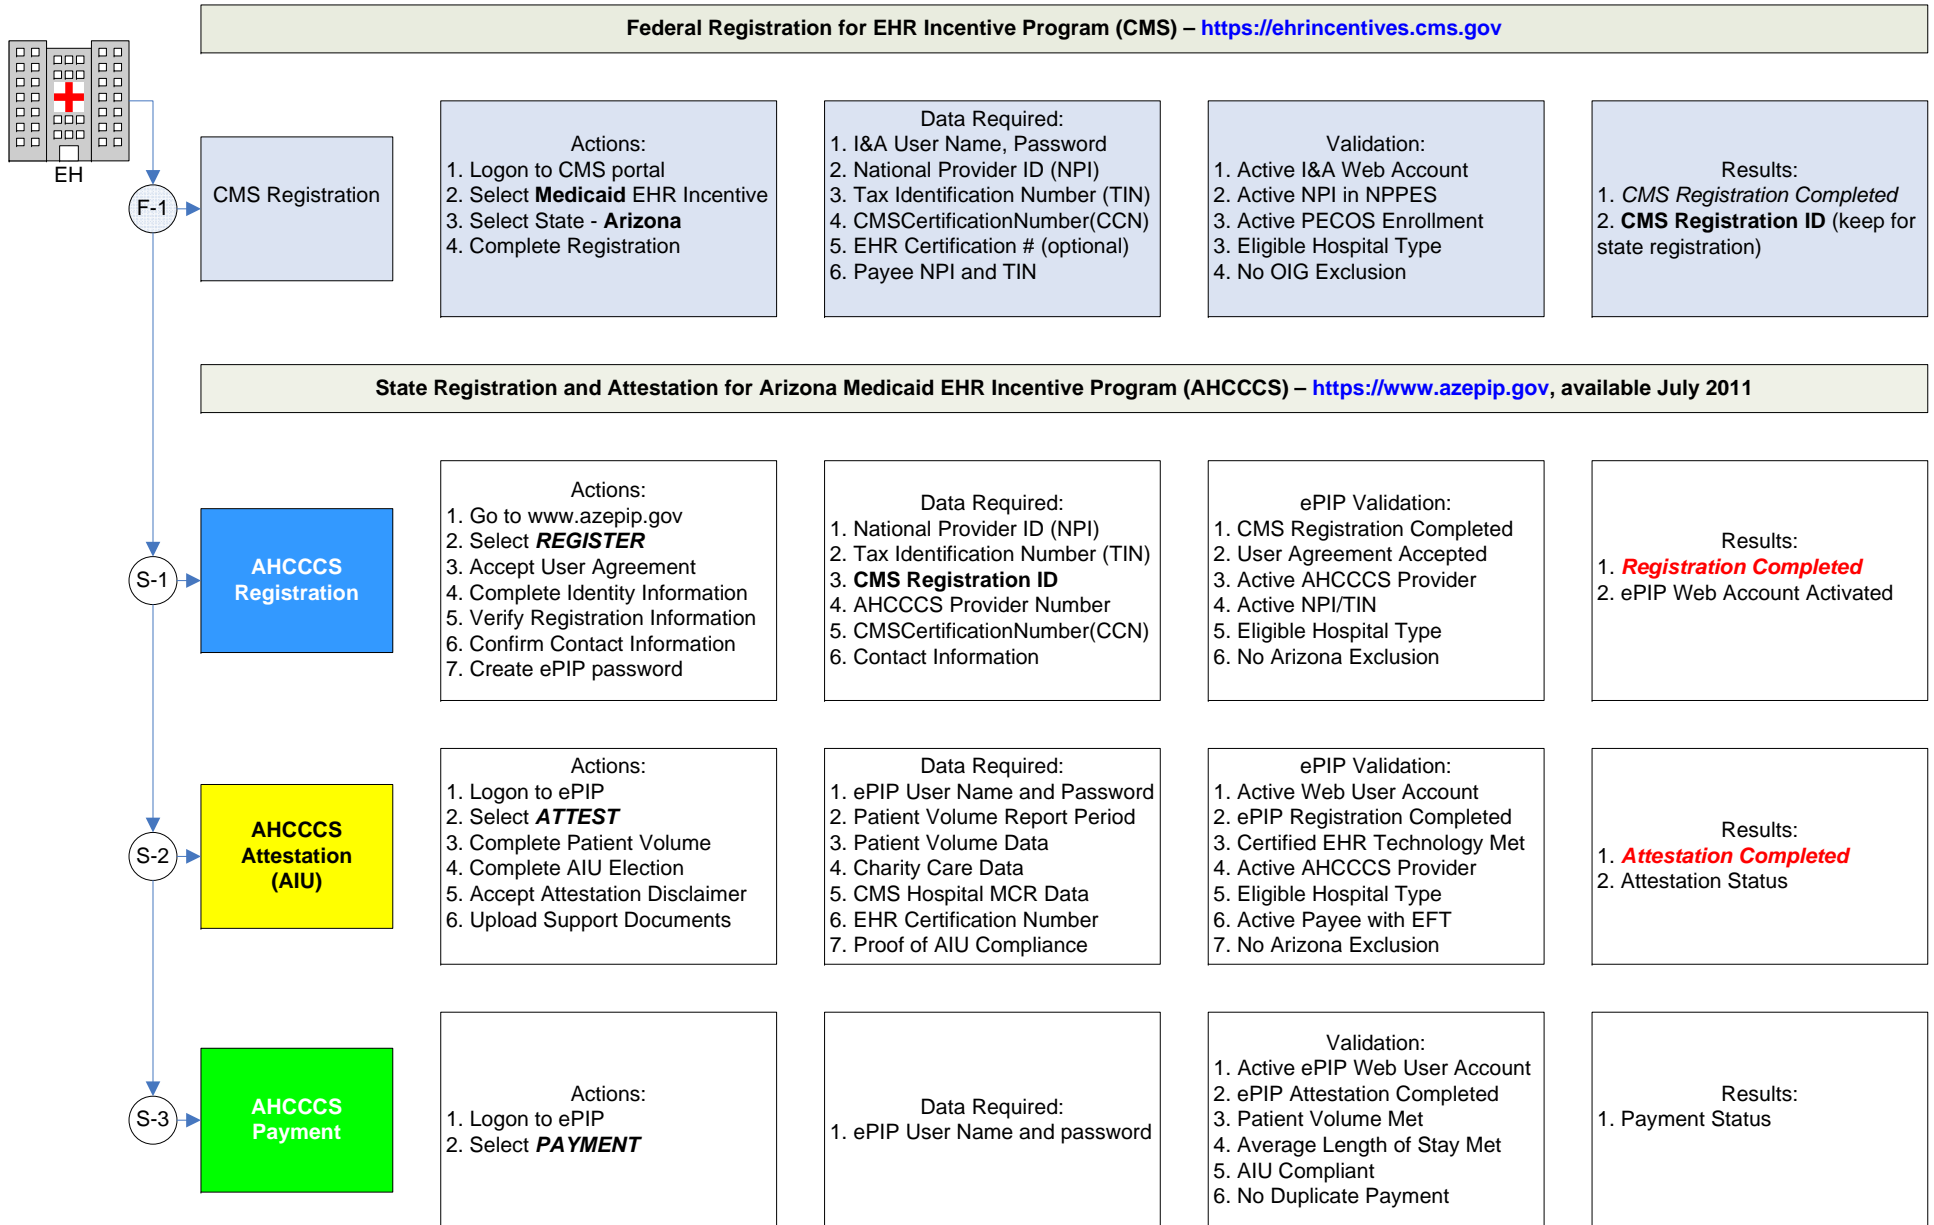 Federal Registration for EHR Incentive Program (CMS) – https://ehrincentives.cms.gov
EH
F-1
CMS Registration
Actions:
1. Logon to CMS portal
2. Select Medicaid EHR Incentive
3. Select State - Arizona
4. Complete Registration
Data Required:
1. I&A User Name, Password
2. National Provider ID (NPI)
3. Tax Identification Number (TIN)
4. CMSCertificationNumber(CCN)
5. EHR Certification # (optional)
6. Payee NPI and TIN
Validation:
1. Active I&A Web Account
2. Active NPI in NPPES
3. Active PECOS Enrollment
3. Eligible Hospital Type
4. No OIG Exclusion
Results:
1. CMS Registration Completed
2. CMS Registration ID (keep for
state registration)
State Registration and Attestation for Arizona Medicaid EHR Incentive Program (AHCCCS) – https://www.azepip.gov, available July 2011
S-1
AHCCCS
Registration
Actions:
1. Go to www.azepip.gov
2. Select REGISTER
3. Accept User Agreement
4. Complete Identity Information
5. Verify Registration Information
6. Confirm Contact Information
7. Create ePIP password
Data Required:
1. National Provider ID (NPI)
2. Tax Identification Number (TIN)
3. CMS Registration ID
4. AHCCCS Provider Number
5. CMSCertificationNumber(CCN)
6. Contact Information
ePIP Validation:
1. CMS Registration Completed
2. User Agreement Accepted
3. Active AHCCCS Provider
4. Active NPI/TIN
5. Eligible Hospital Type
6. No Arizona Exclusion
Results:
1. Registration Completed
2. ePIP Web Account Activated
S-2
AHCCCS
Attestation
(AIU)
Actions:
1. Logon to ePIP
2. Select ATTEST
3. Complete Patient Volume
4. Complete AIU Election
5. Accept Attestation Disclaimer
6. Upload Support Documents
Data Required:
1. ePIP User Name and Password
2. Patient Volume Report Period
3. Patient Volume Data
4. Charity Care Data
5. CMS Hospital MCR Data
6. EHR Certification Number
7. Proof of AIU Compliance
ePIP Validation:
1. Active Web User Account
2. ePIP Registration Completed
3. Certified EHR Technology Met
4. Active AHCCCS Provider
5. Eligible Hospital Type
6. Active Payee with EFT
7. No Arizona Exclusion
Results:
1. Attestation Completed
2. Attestation Status
S-3
AHCCCS
Payment
Actions:
1. Logon to ePIP
2. Select PAYMENT
Data Required:
1. ePIP User Name and password
Validation:
1. Active ePIP Web User Account
2. ePIP Attestation Completed
3. Patient Volume Met
4. Average Length of Stay Met
5. AIU Compliant
6. No Duplicate Payment
Results:
1. Payment Status